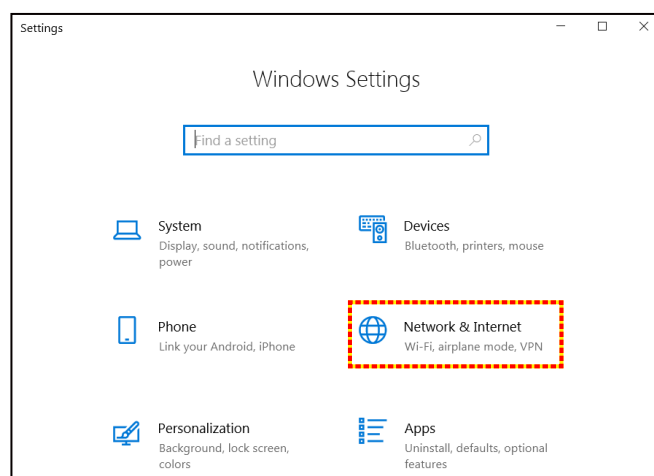 Settings
Windows Settings
Find a setting
System
Display, sound, notifications,
power
Devices
Bluetooth, printers, mouse
Phone
Link your Android, iPhone
Network & Internet
Wi-Fi, airplane mode, VPN
Personalization
Background, lock screen,
colors
Apps
Uninstall, defaults, optional
features